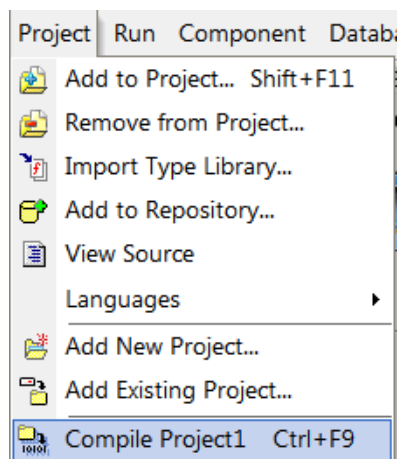 Project Run Component Datab
Add to Project... Shift+F11
Remove from Project...
Import Type Library...
Add to Repository...
View Source
Languages
Add New Project...
Add Existing Project...
Compile Project1 Ctrl+F9